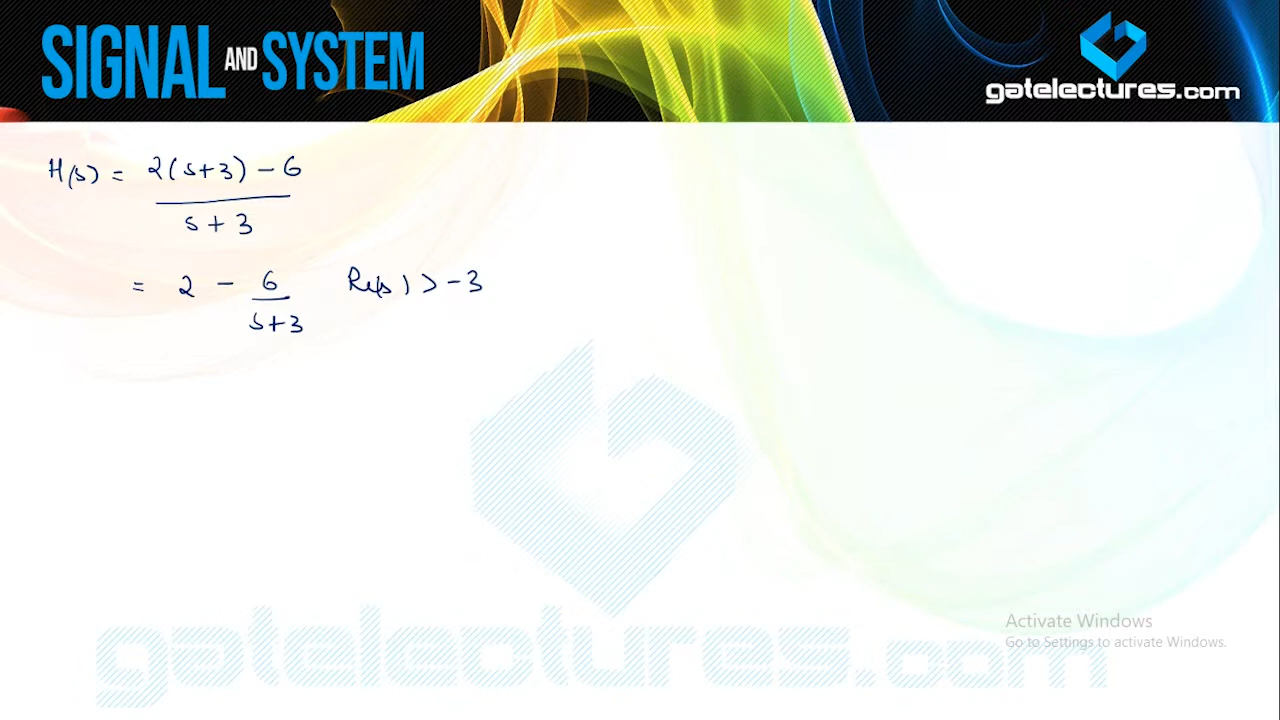 SIGNAL AND SYSTEM
gatelectures.com
H(s) = 2(s+3) - 6
s + 3
= 2 - 6 Re(s) > -3
s+3
gatelectures.com
Activate Windows
Go to Settings to activate Windows.